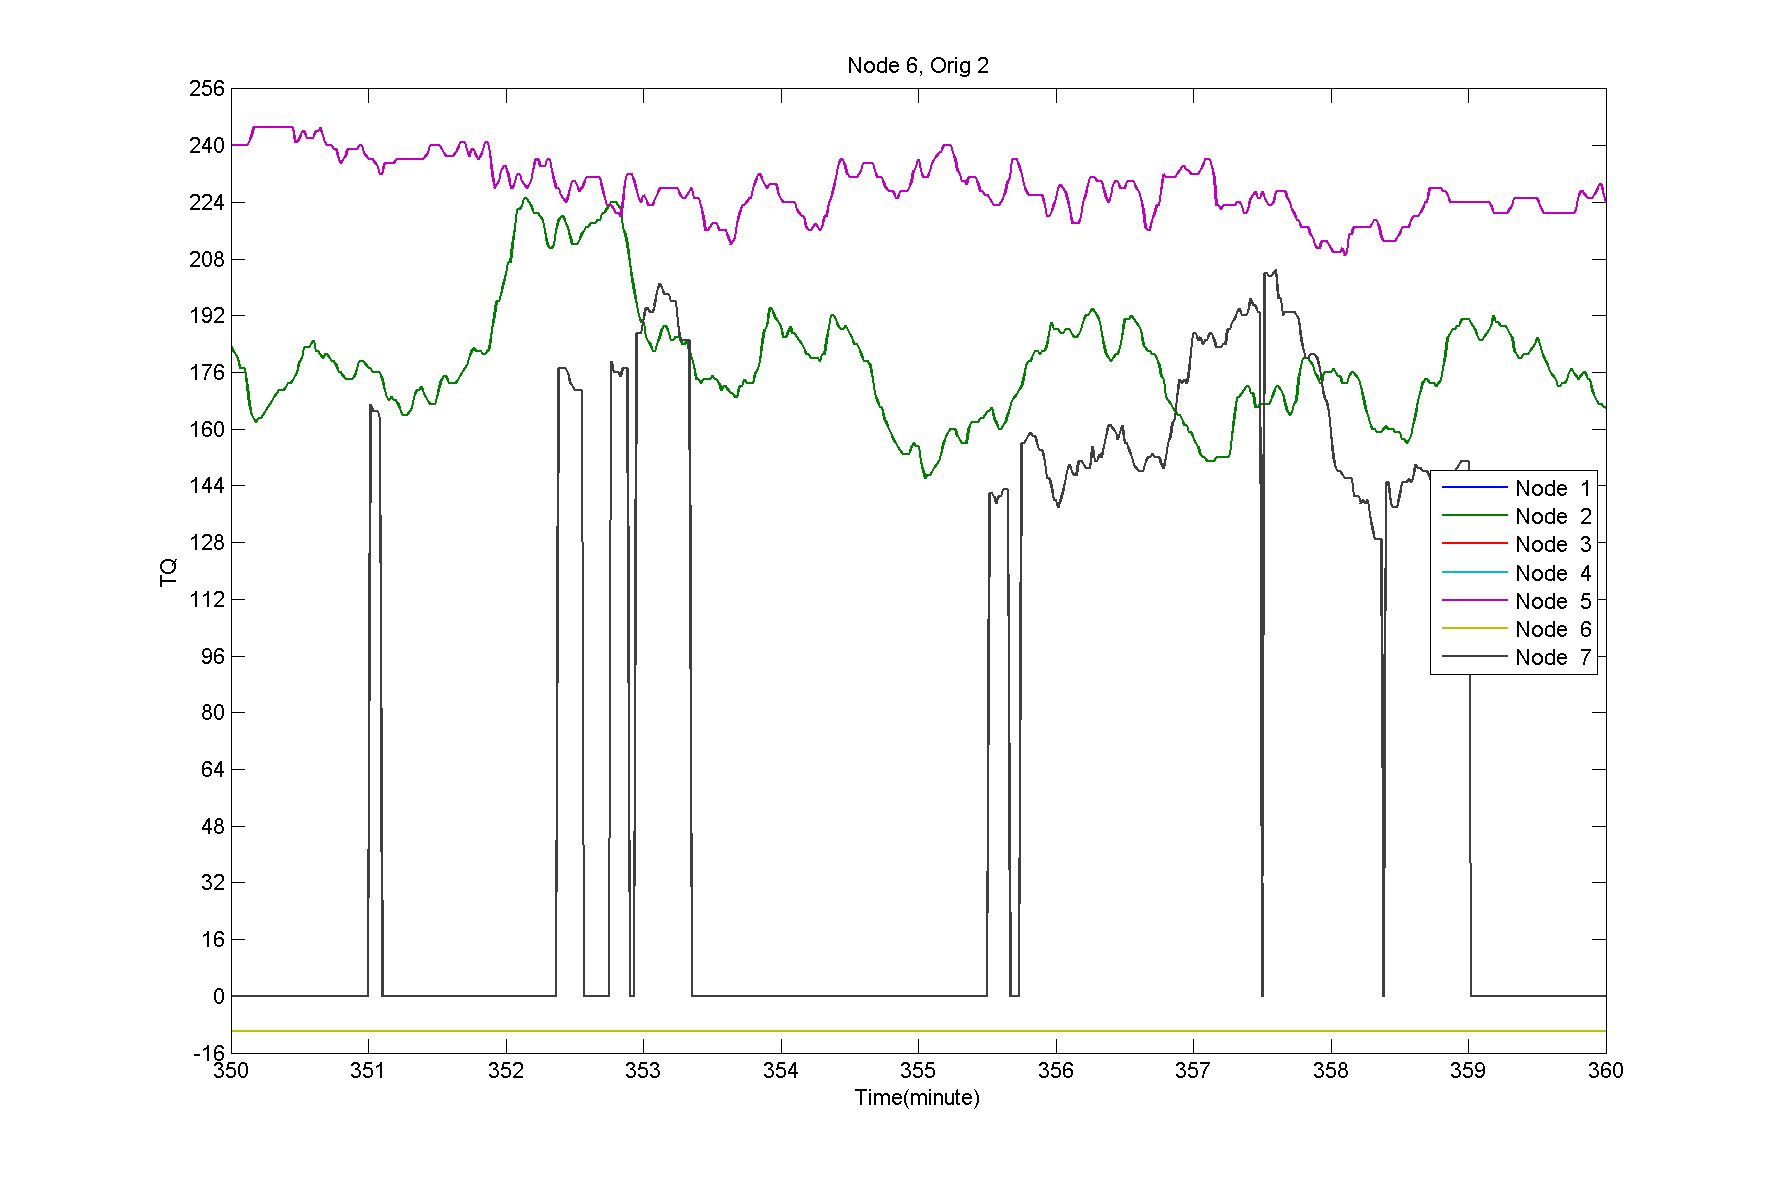 Node 6, Orig 2
256
240
224
208
192
176
160
144
128
112
96
80
64
48
32
16
0
-16
TQ
Node 1
Node 2
Node 3
Node 4
Node 5
Node 6
Node 7
350 351 352 353 354 355 356 357 358 359 360
Time(minute)